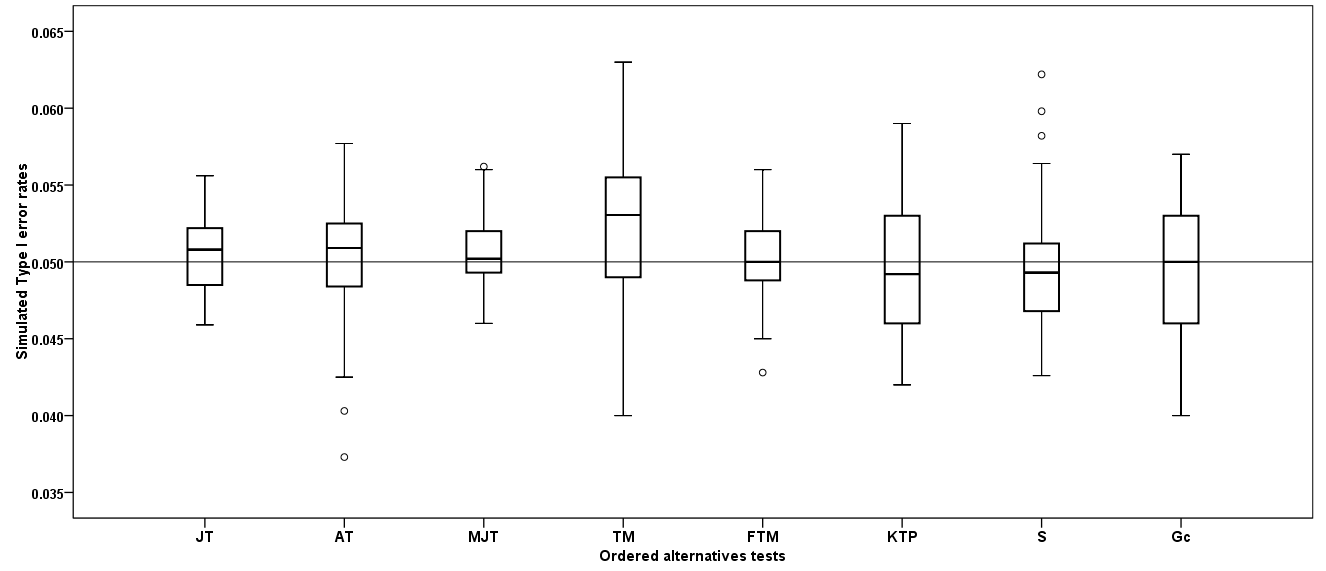 Simulated Type I error rates
0.065
0.060
0.055
0.050
0.045
0.040
0.035
JT AT MJT TM FTM KTP S Gc
Ordered alternatives tests